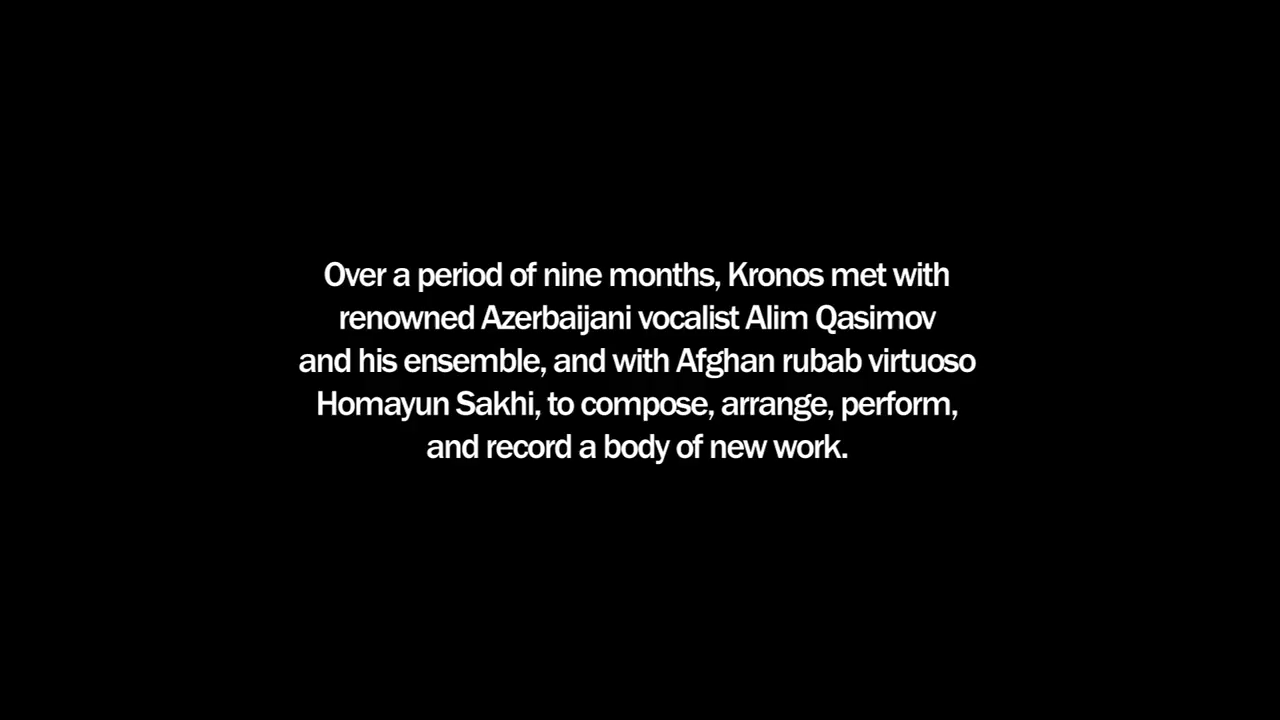 Over a period of nine months, Kronos met with
renowned Azerbaijani vocalist Alim Qasimov
and his ensemble, and with Afghan rubab virtuoso
Homayun Sakhi, to compose, arrange, perform,
and record a body of new work.